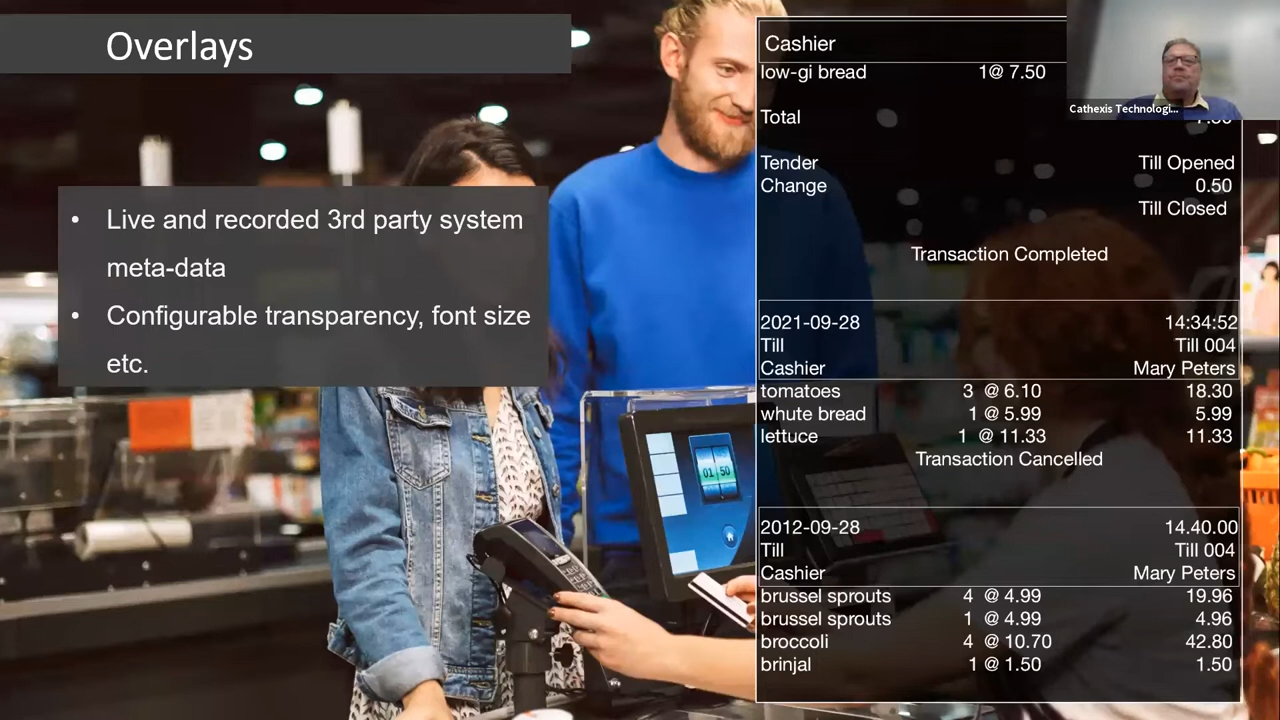 Overlays
• Live and recorded 3rd party system
meta-data
• Configurable transparency, font size
etc.
Cashier
low-gi bread 1@ 7.50
Total
Tender Till Opened
Change 0.50
Till Closed
Transaction Completed
2021-09-28 14:34:52
Till Till 004
Cashier Mary Peters
tomatoes 3 @ 6.10 18.30
whute bread 1 @ 5.99 5.99
lettuce 1 @ 11.33 11.33
Transaction Cancelled
2012-09-28 14.40.00
Till Till 004
Cashier Mary Peters
brussel sprouts 4 @ 4.99 19.96
brussel sprouts 1 @ 4.99 4.96
broccoli 4 @ 10.70 42.80
brinjal 1 @ 1.50 1.50
Cathexis Technologi...
01 50